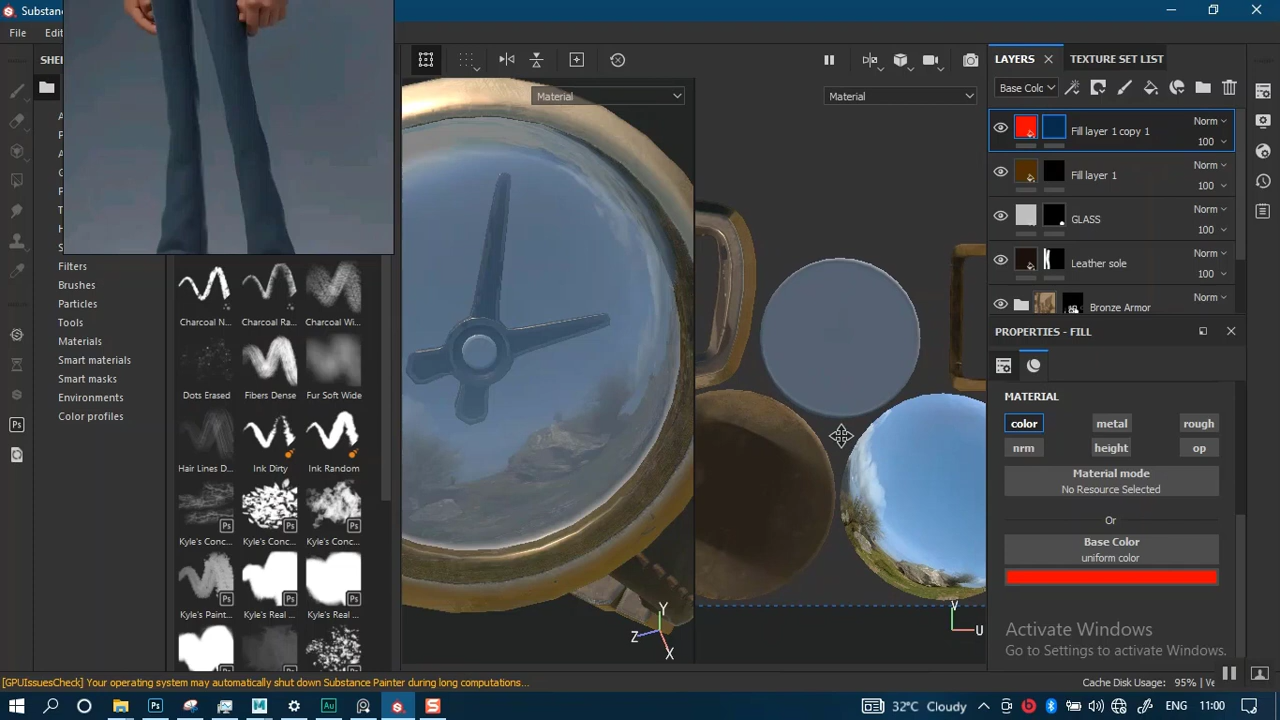 Substance
File
Edit
SHE
Material
Material
LAYERS
TEXTURE SET LIST
Base Colc
Norm
Fill layer 1 copy 1
100
Norm
Fill layer 1
100
Norm
GLASS
100
Norm
Leather sole
100
Norm
Bronze Armor
PROPERTIES - FILL
MATERIAL
color
metal
rough
nrm
height
op
Material mode
No Resource Selected
Or
Base Color
uniform color
Filters
Brushes
Particles
Tools
Materials
Smart materials
Smart masks
Environments
Color profiles
Charcoal N...
Charcoal Ra...
Charcoal Wi...
Dots Erased
Fibers Dense
Fur Soft Wide
Hair Lines D...
Ink Dirty
Ink Random
Kyle's Conc...
Kyle's Conc...
Kyle's Conc...
Kyle's Paint...
Kyle's Real ...
Kyle's Real ...
Y
Z
X
V
U
Activate Windows
Go to Settings to activate Windows.
[GPUIssuesCheck] Your operating system may automatically shut down Substance Painter during long computations...
Cache Disk Usage: 95% | Ve
32°C Cloudy
ENG
11:00